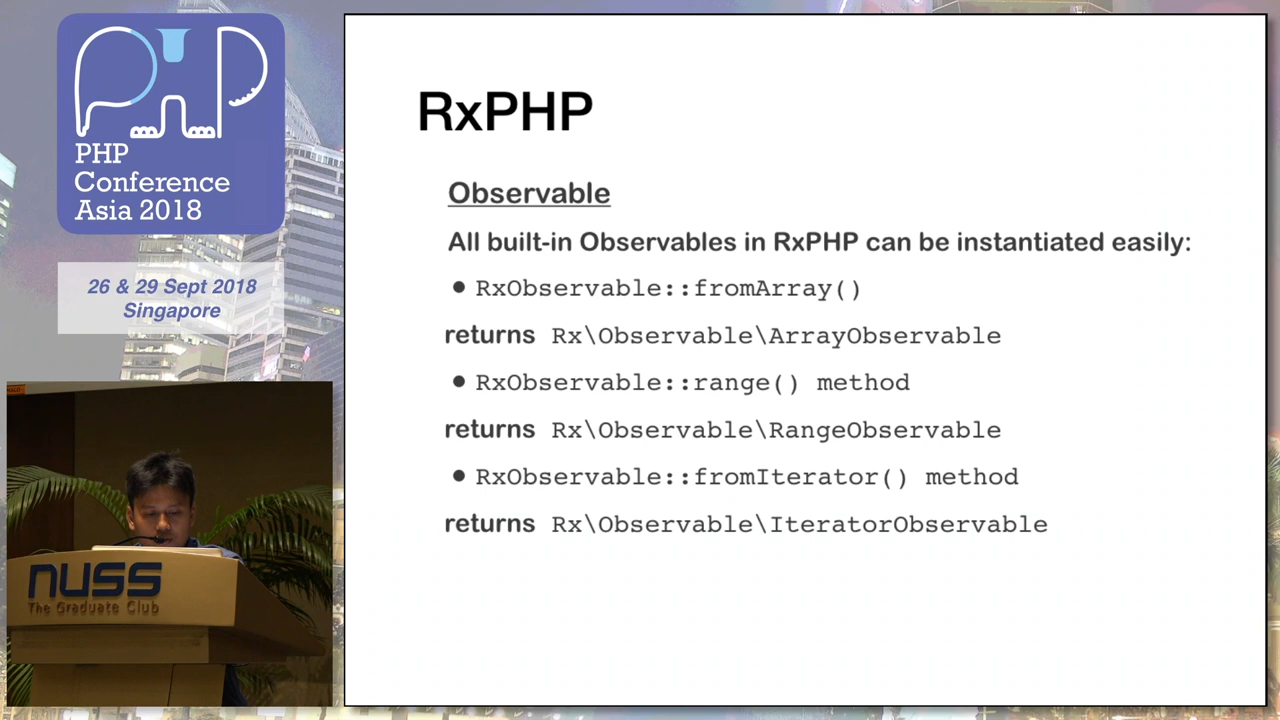 PHP
PHP
Conference
Asia 2018
26 & 29 Sept 2018
Singapore
nuss
The Graduate Club
RxPHP
Observable
All built-in Observables in RxPHP can be instantiated easily:
• RxObservable::fromArray()
returns Rx\Observable\ArrayObservable
• RxObservable::range() method
returns Rx\Observable\RangeObservable
• RxObservable::fromIterator() method
returns Rx\Observable\IteratorObservable